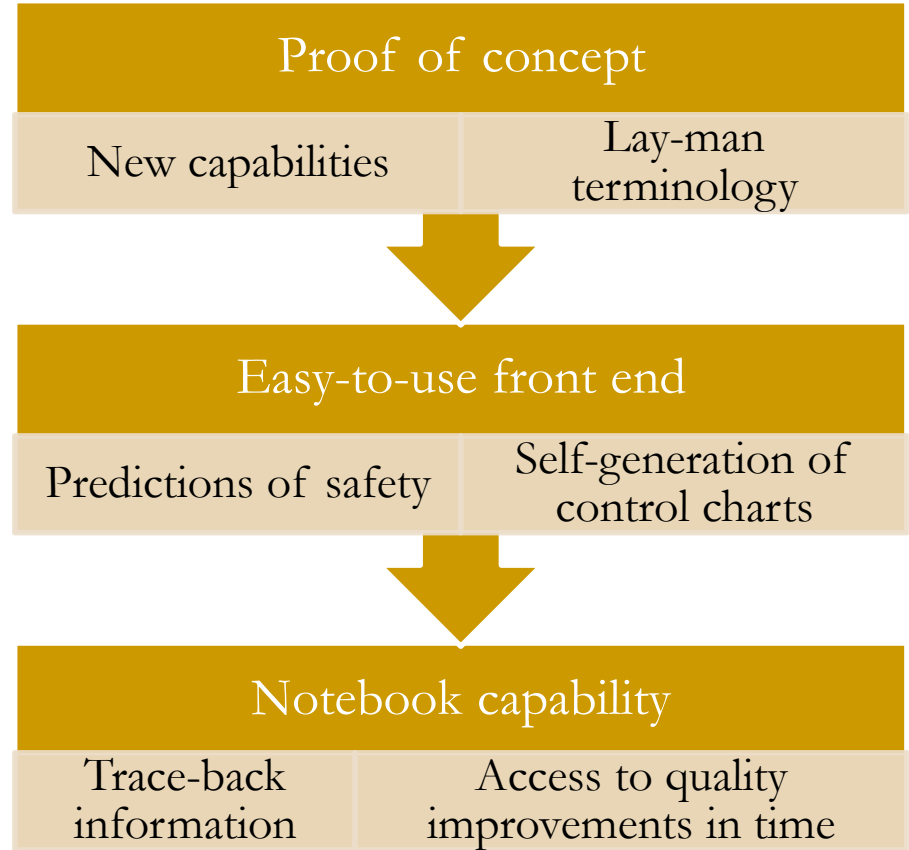 Proof of concept
New capabilities
Lay-man
terminology
Easy-to-use front end
Predictions of safety
Self-generation of
control charts
Notebook capability
Trace-back
information
Access to quality
improvements in time